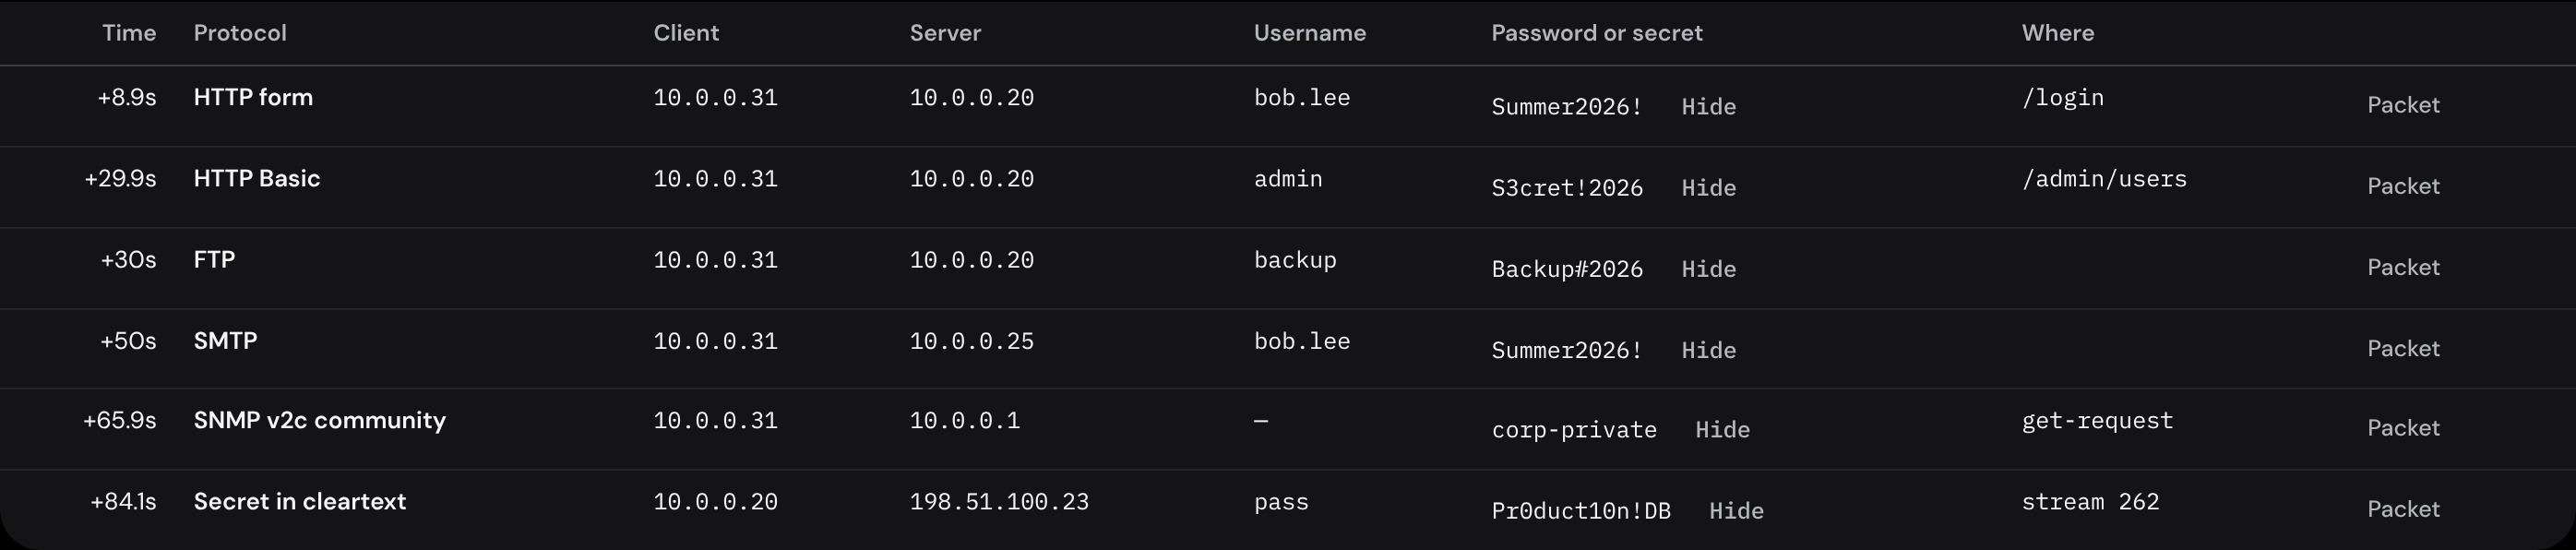 Time Protocol Client Server Username Password or secret Where
+8.9s HTTP form 10.0.0.31 10.0.0.20 bob.lee Summer2026! Hide /login Packet
+29.9s HTTP Basic 10.0.0.31 10.0.0.20 admin S3cret!2026 Hide /admin/users Packet
+30s FTP 10.0.0.31 10.0.0.20 backup Backup#2026 Hide Packet
+50s SMTP 10.0.0.31 10.0.0.25 bob.lee Summer2026! Hide Packet
+65.9s SNMP v2c community 10.0.0.31 10.0.0.1 – corp-private Hide get-request Packet
+84.1s Secret in cleartext 10.0.0.20 198.51.100.23 pass Pr0duct10n!DB Hide stream 262 Packet